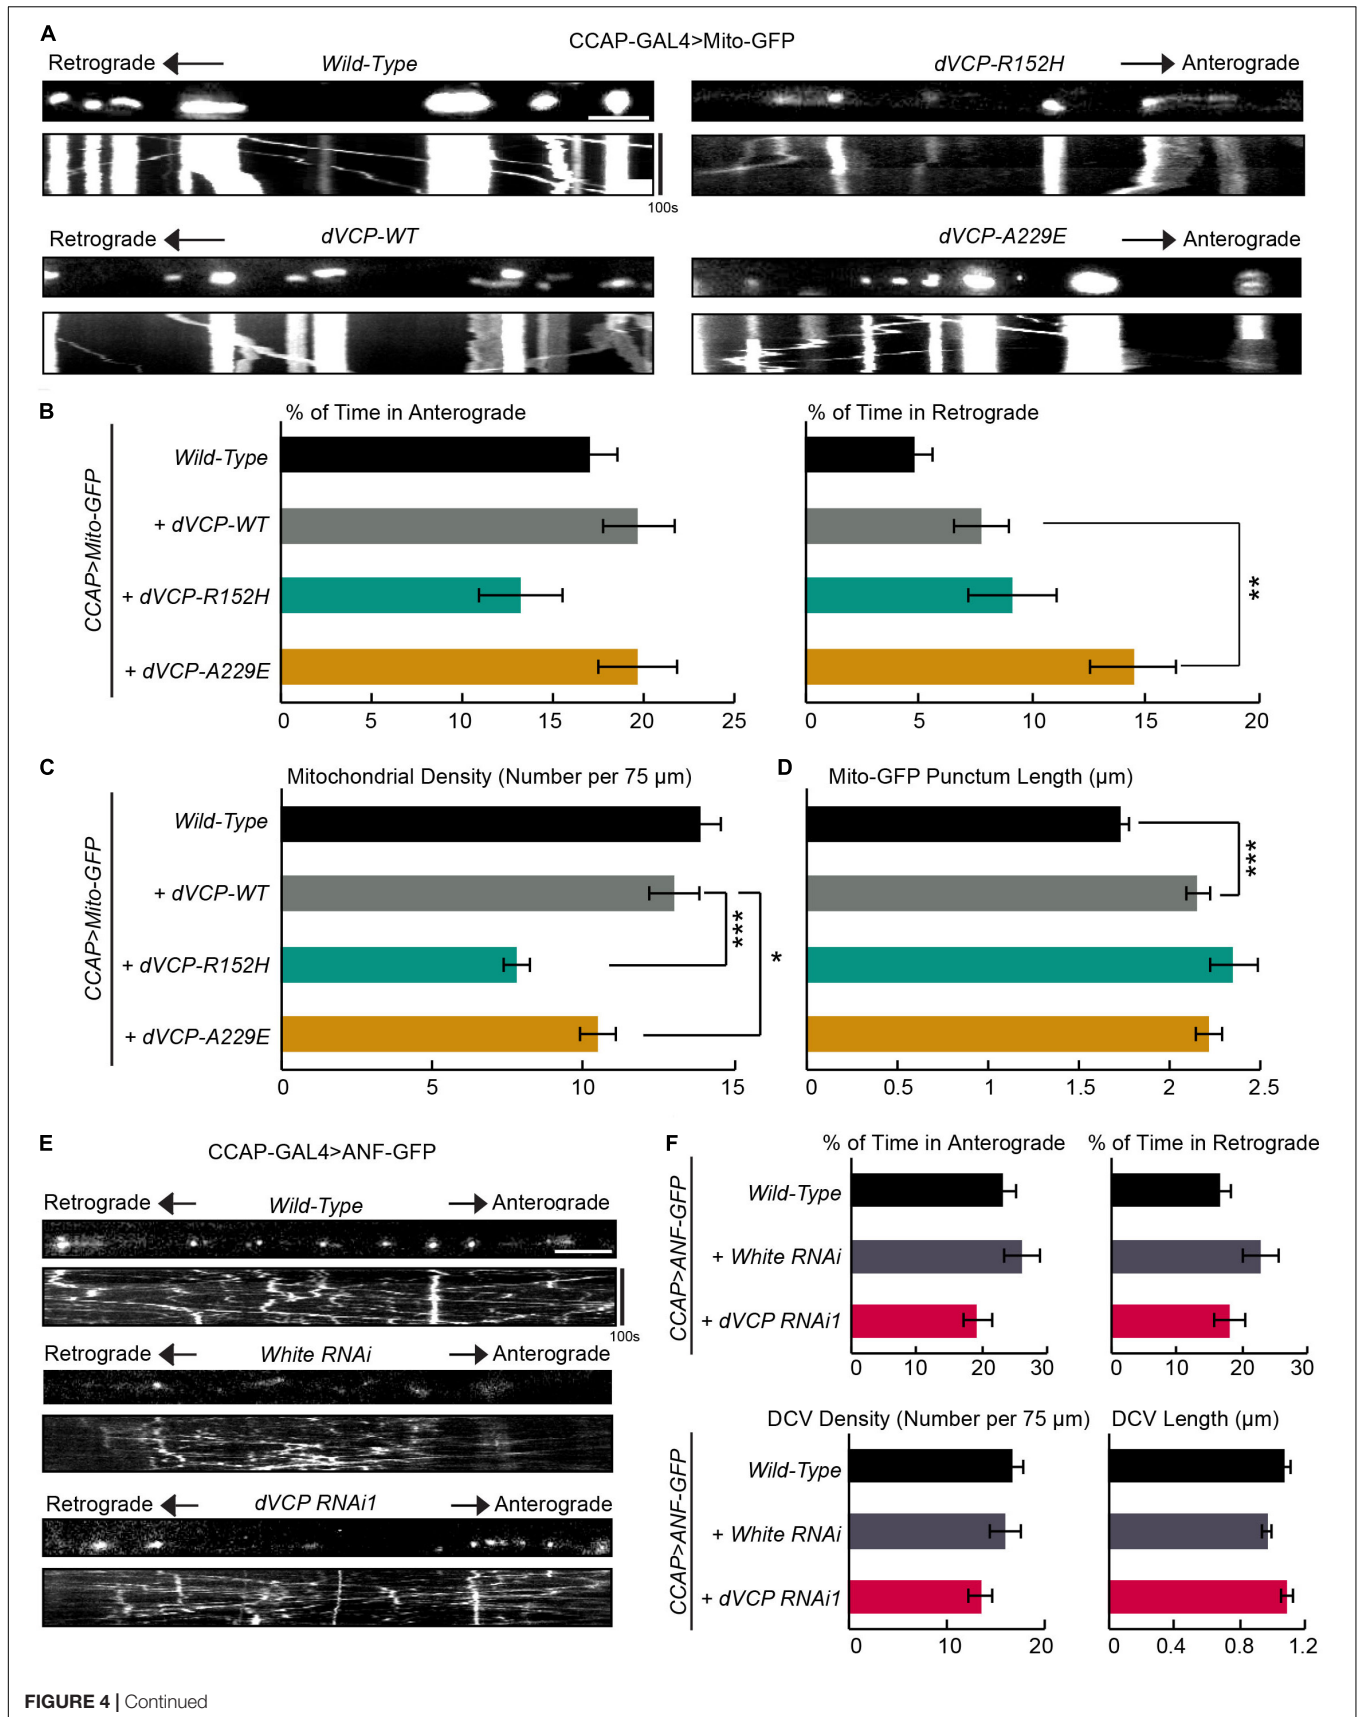 A
CCAP-GAL4>Mito-GFP
Retrograde Wild-Type dVCP-R152H Anterograde
100s
Retrograde dVCP-WT dVCP-A229E Anterograde
B
% of Time in Anterograde % of Time in Retrograde
CCAP>Mito-GFP
Wild-Type
+ dVCP-WT
+ dVCP-R152H
+ dVCP-A229E
**
0 5 10 15 20 25
0 5 10 15 20
C
Mitochondrial Density (Number per 75 µm)
CCAP>Mito-GFP
Wild-Type
+ dVCP-WT
+ dVCP-R152H
+ dVCP-A229E
***
*
0 5 10 15
D
Mito-GFP Punctum Length (µm)
***
0 0.5 1 1.5 2 2.5
E
CCAP-GAL4>ANF-GFP
Retrograde Wild-Type Anterograde
100s
Retrograde White RNAi Anterograde
Retrograde dVCP RNAi1 Anterograde
F
% of Time in Anterograde % of Time in Retrograde
CCAP>ANF-GFP
Wild-Type
+ White RNAi
+ dVCP RNAi1
0 10 20 30
0 10 20 30
DCV Density (Number per 75 µm) DCV Length (µm)
CCAP>ANF-GFP
Wild-Type
+ White RNAi
+ dVCP RNAi1
0 10 20
0 0.4 0.8 1.2
FIGURE 4 | Continued